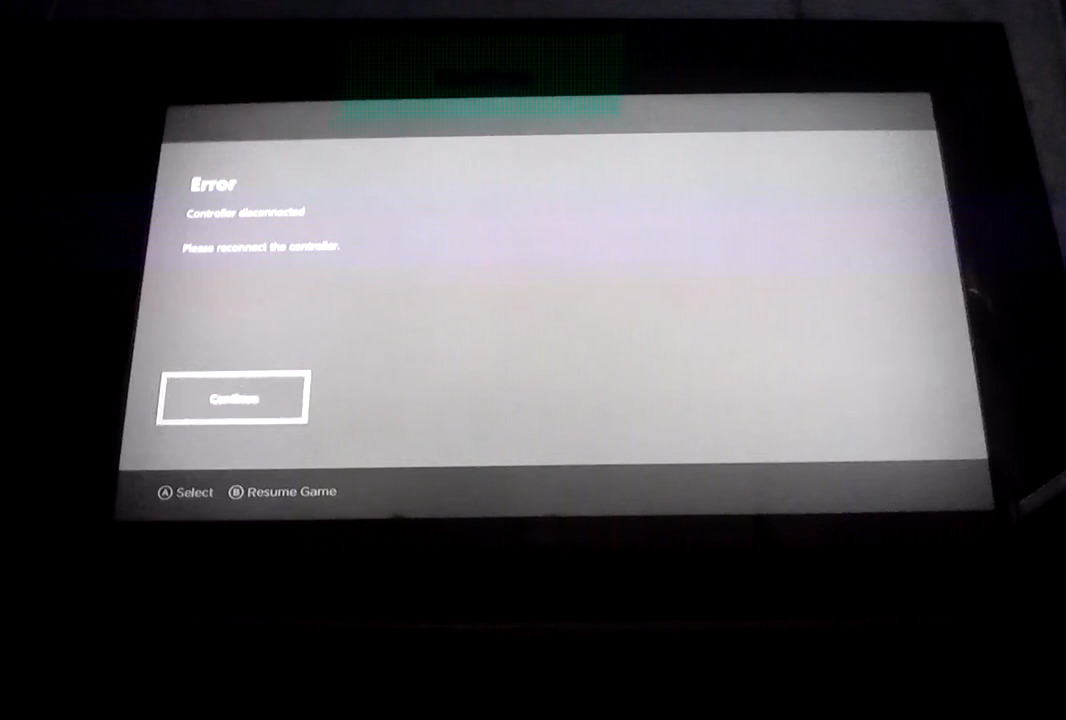 Error
Controller disconnected
Please reconnect the controller.
Continue
Ⓐ Select Ⓑ Resume Game